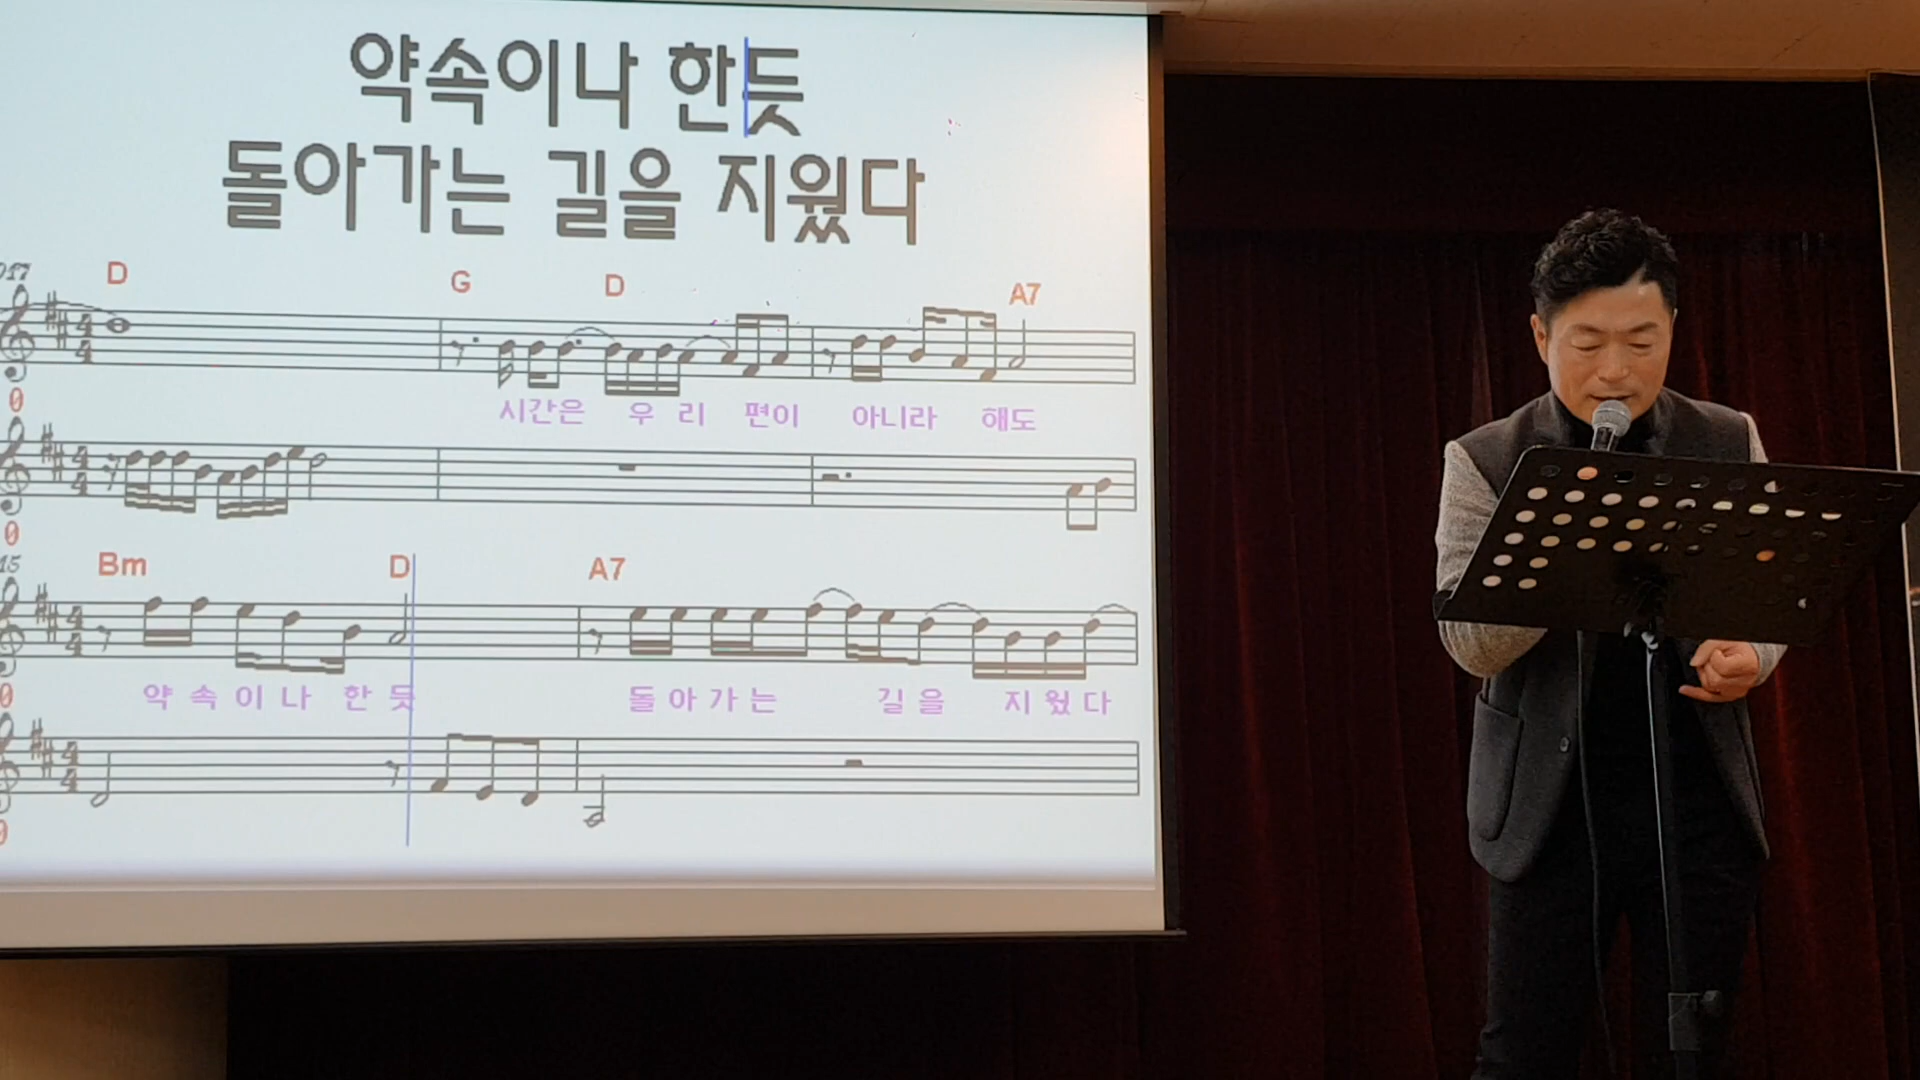 약속이나 한듯
돌아가는 길을 지웠다
D G D A7
시간은 우 리 편이 아니라 해도
Bm D A7
약 속 이 나 한 듯 돌 아 가 는 길 을 지 웠 다